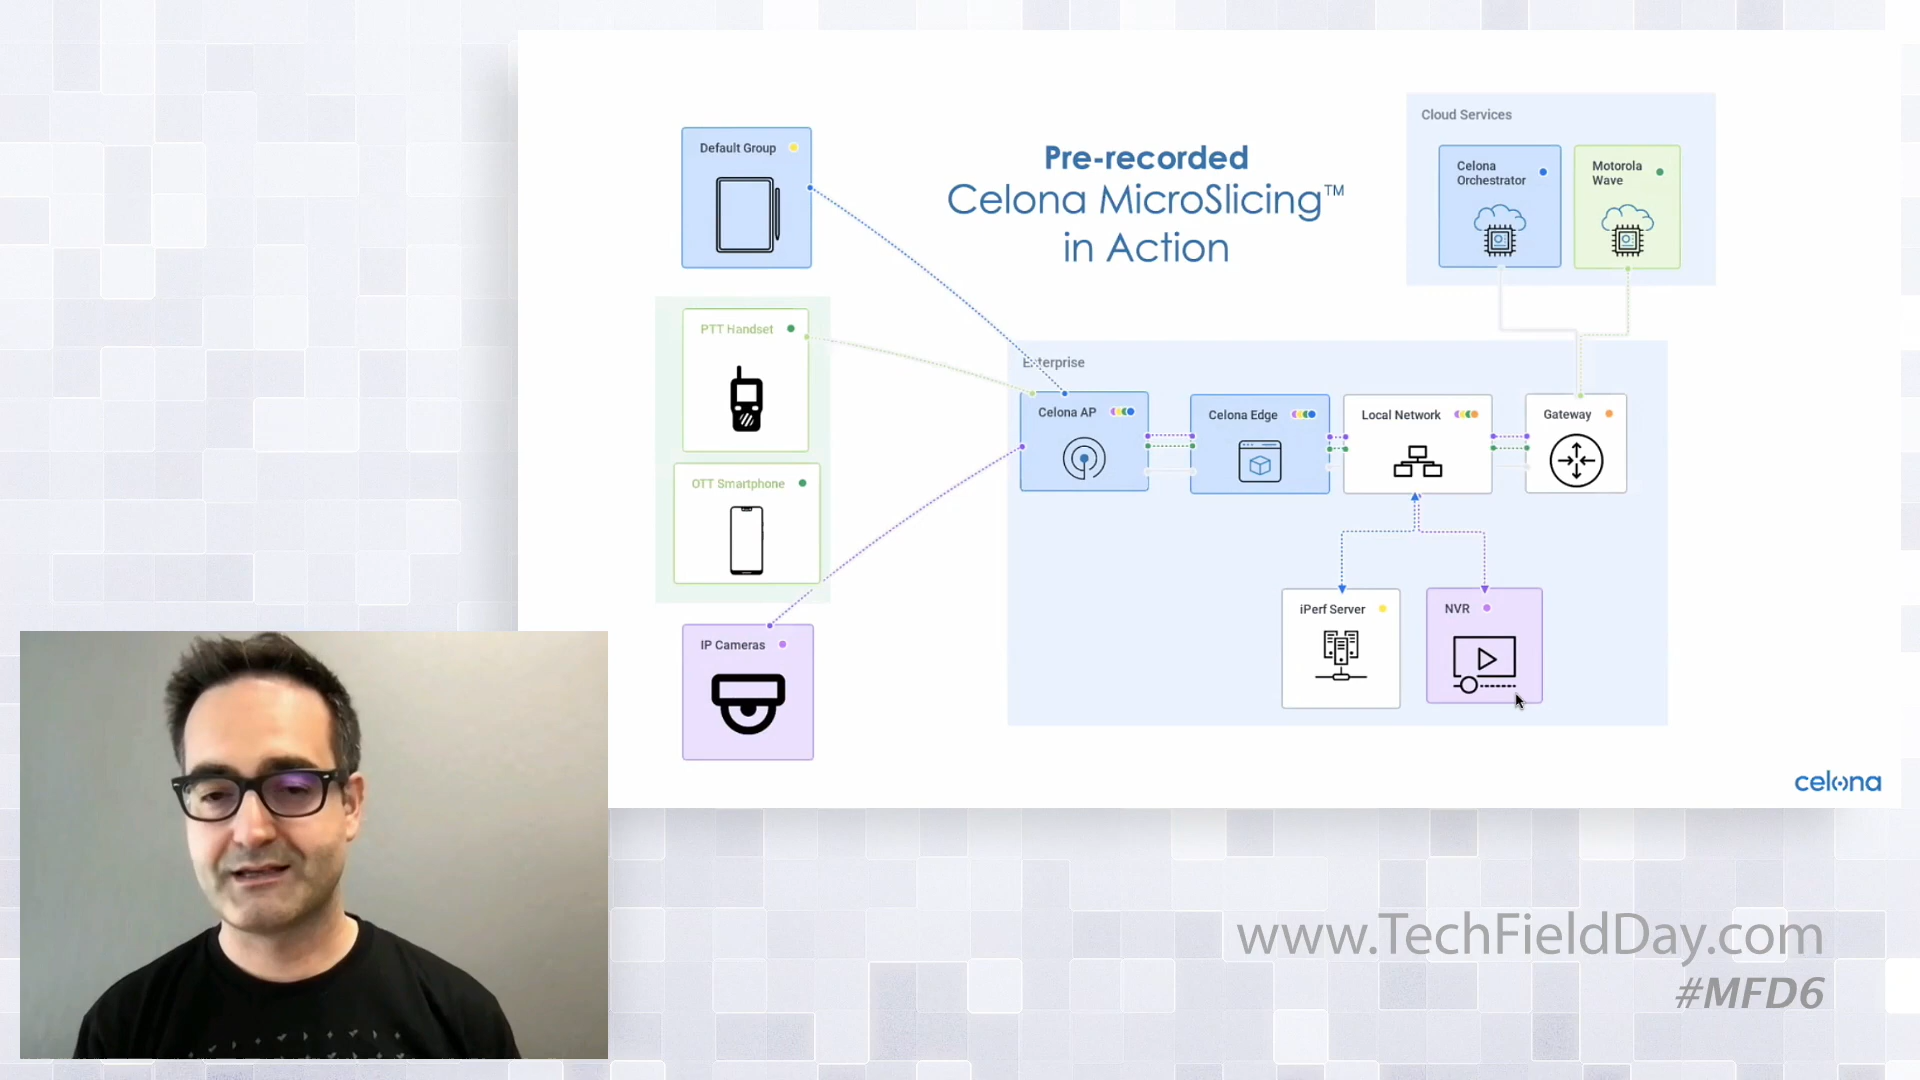 Pre-recorded
Celona MicroSlicing™
in Action
Default Group
PTT Handset
OTT Smartphone
IP Cameras
Cloud Services
Celona
Orchestrator
Motorola
Wave
Enterprise
Celona AP
Celona Edge
Local Network
Gateway
iPerf Server
NVR
celona
www.TechFieldDay.com
#MFD6